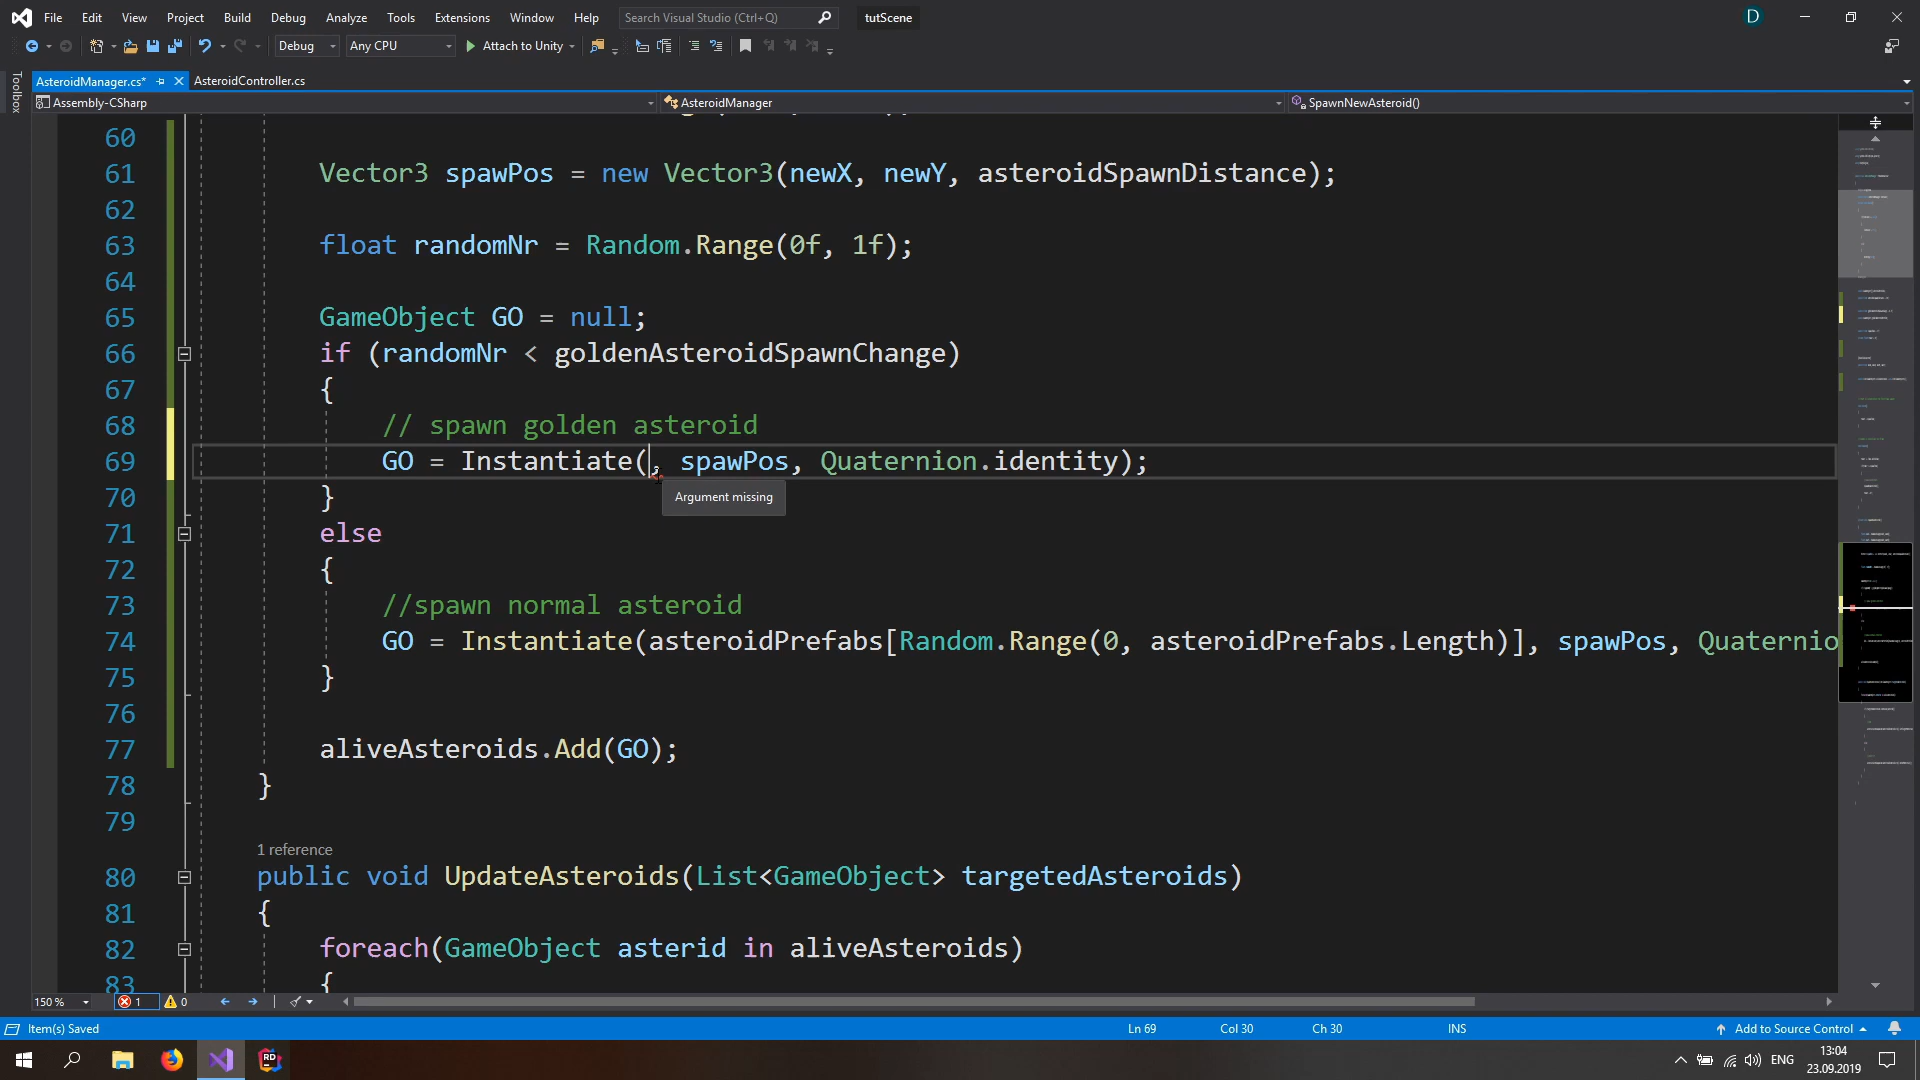 File Edit View Project Build Debug Analyze Tools Extensions Window Help Search Visual Studio (Ctrl+Q) tutScene D
Debug Any CPU Attach to Unity
Toolbox
AsteroidManager.cs* AsteroidController.cs
Assembly-CSharp AsteroidManager SpawnNewAsteroid()
60
61 Vector3 spawPos = new Vector3(newX, newY, asteroidSpawnDistance);
62
63 float randomNr = Random.Range(0f, 1f);
64
65 GameObject GO = null;
66 if (randomNr < goldenAsteroidSpawnChange)
67 {
68 // spawn golden asteroid
69 GO = Instantiate(, spawPos, Quaternion.identity);
Argument missing
70 }
71 else
72 {
73 //spawn normal asteroid
74 GO = Instantiate(asteroidPrefabs[Random.Range(0, asteroidPrefabs.Length)], spawPos, Quaternio
75 }
76
77 aliveAsteroids.Add(GO);
78 }
79
1 reference
80 public void UpdateAsteroids(List<GameObject> targetedAsteroids)
81 {
82 foreach(GameObject asterid in aliveAsteroids)
83 {
150 % 1 0
Item(s) Saved Ln 69 Col 30 Ch 30 INS Add to Source Control
RD ENG 13:04
23.09.2019